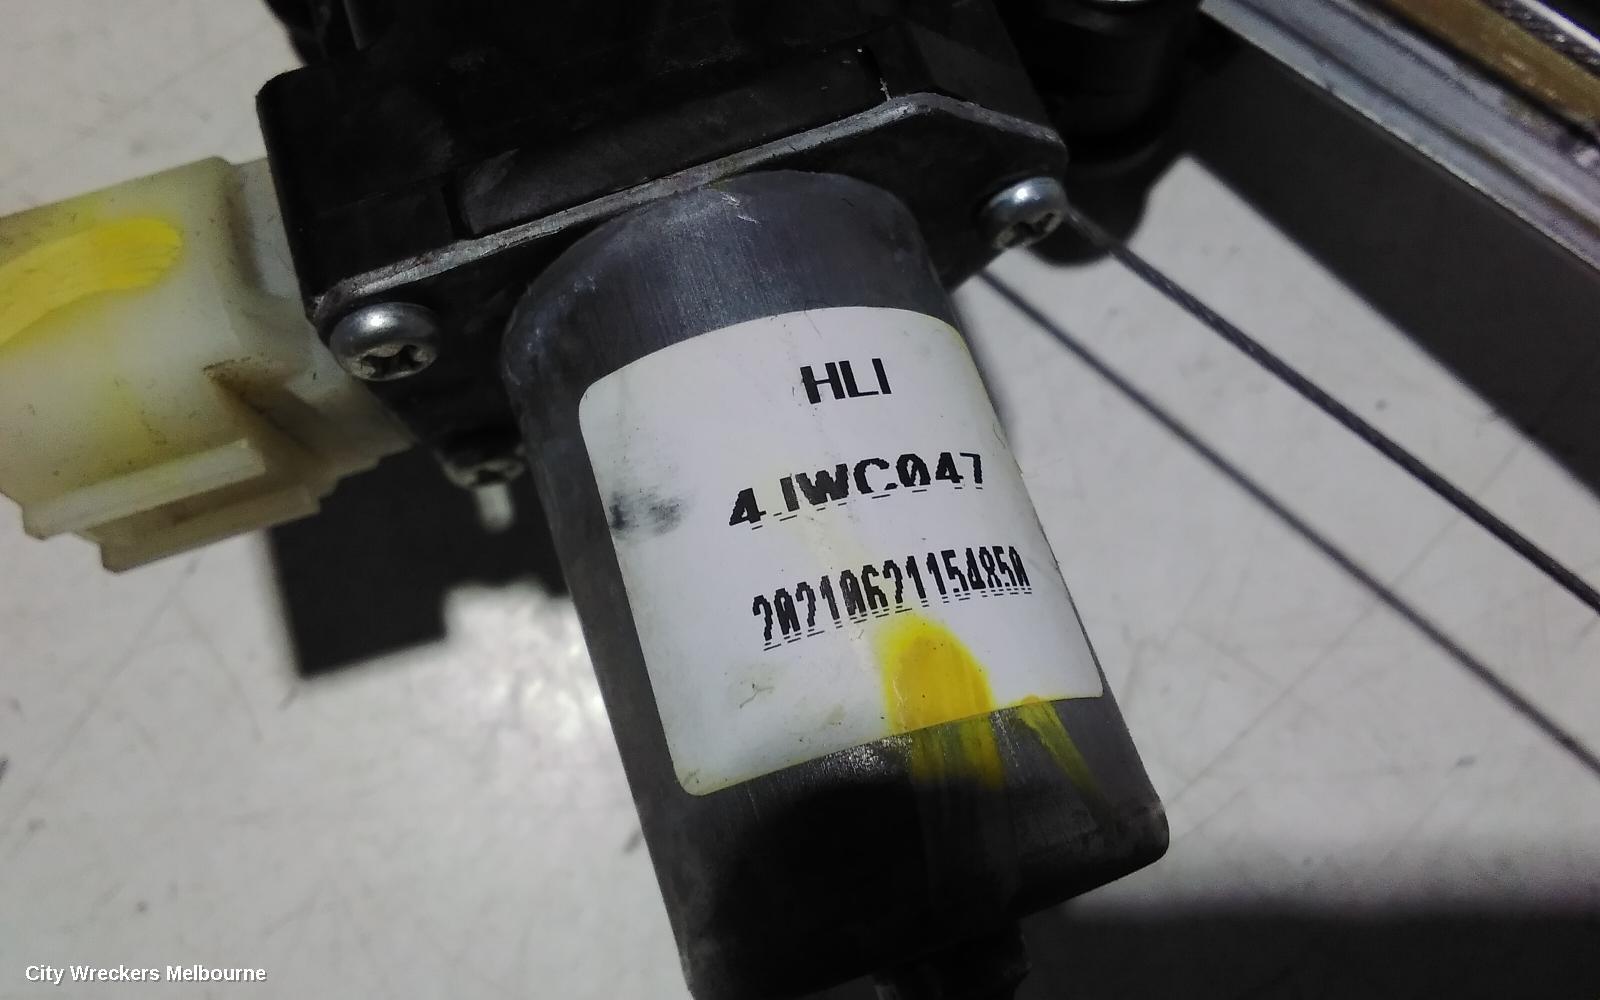 HLI
4JWC047
20210621154850
City Wreckers Melbourne